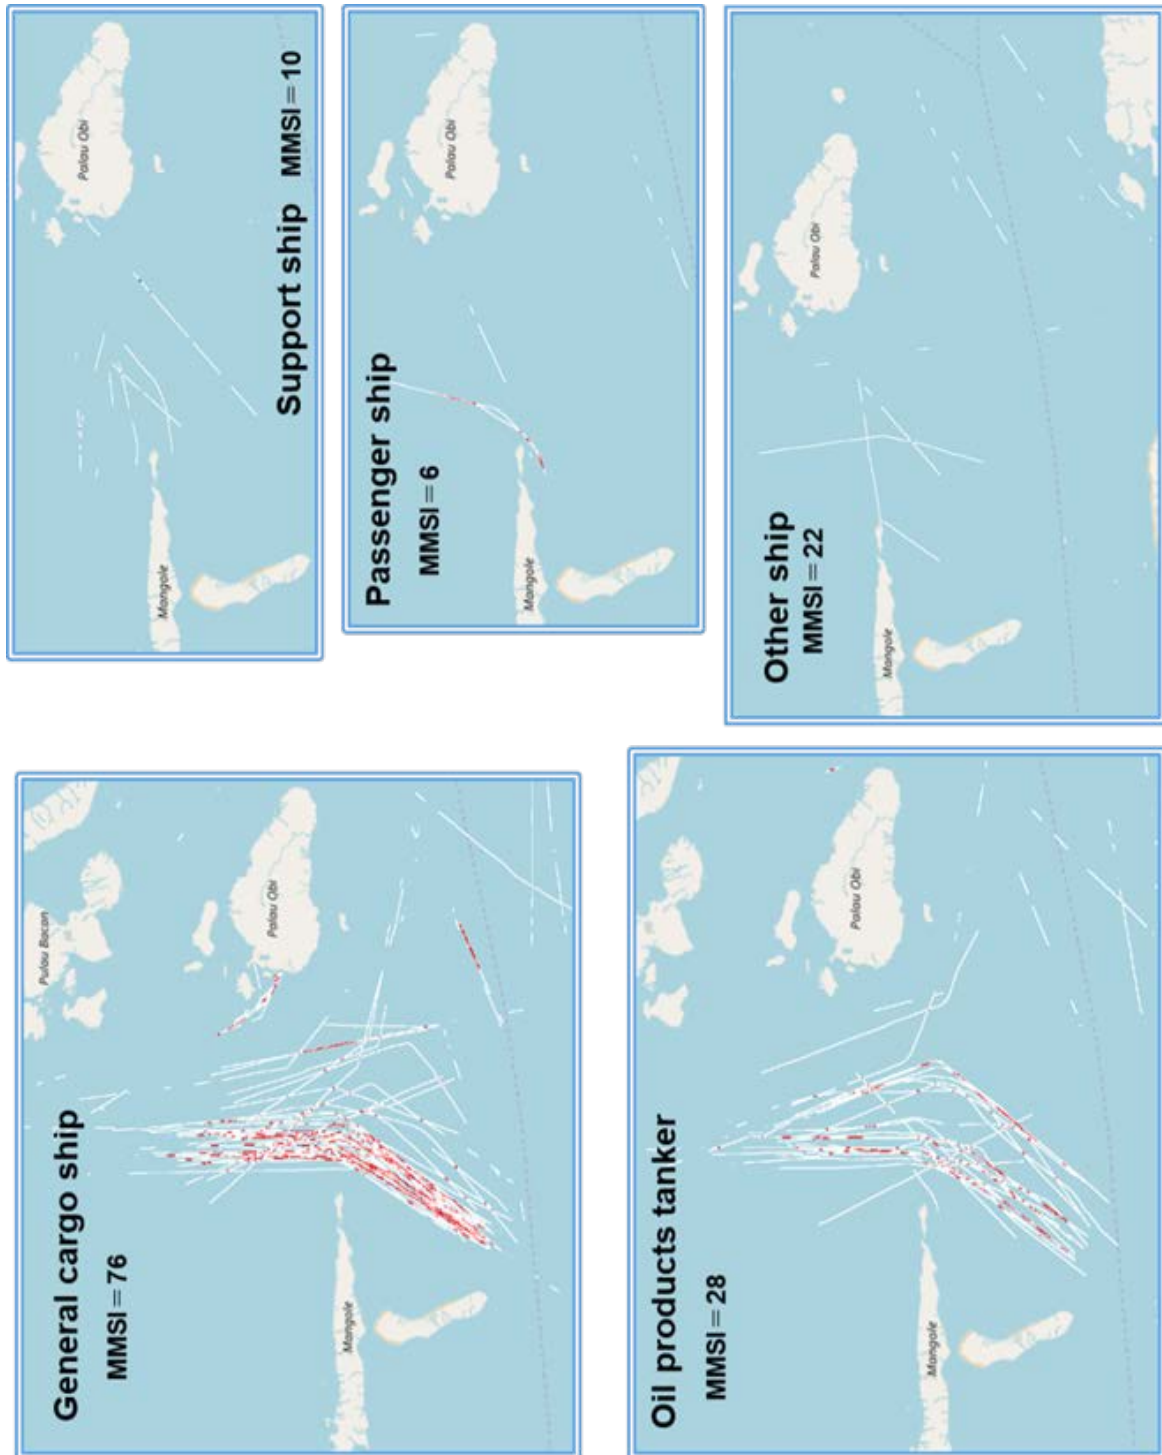 General cargo ship
MMSI = 76
Pulau Bacan
Palau Obi
Mangole
Palau Obi
Mangole
Support ship MMSI = 10
Passenger ship
MMSI = 6
Palau Obi
Mangole
Oil products tanker
MMSI = 28
Palau Obi
Mangole
Other ship
MMSI = 22
Palau Obi
Mangole